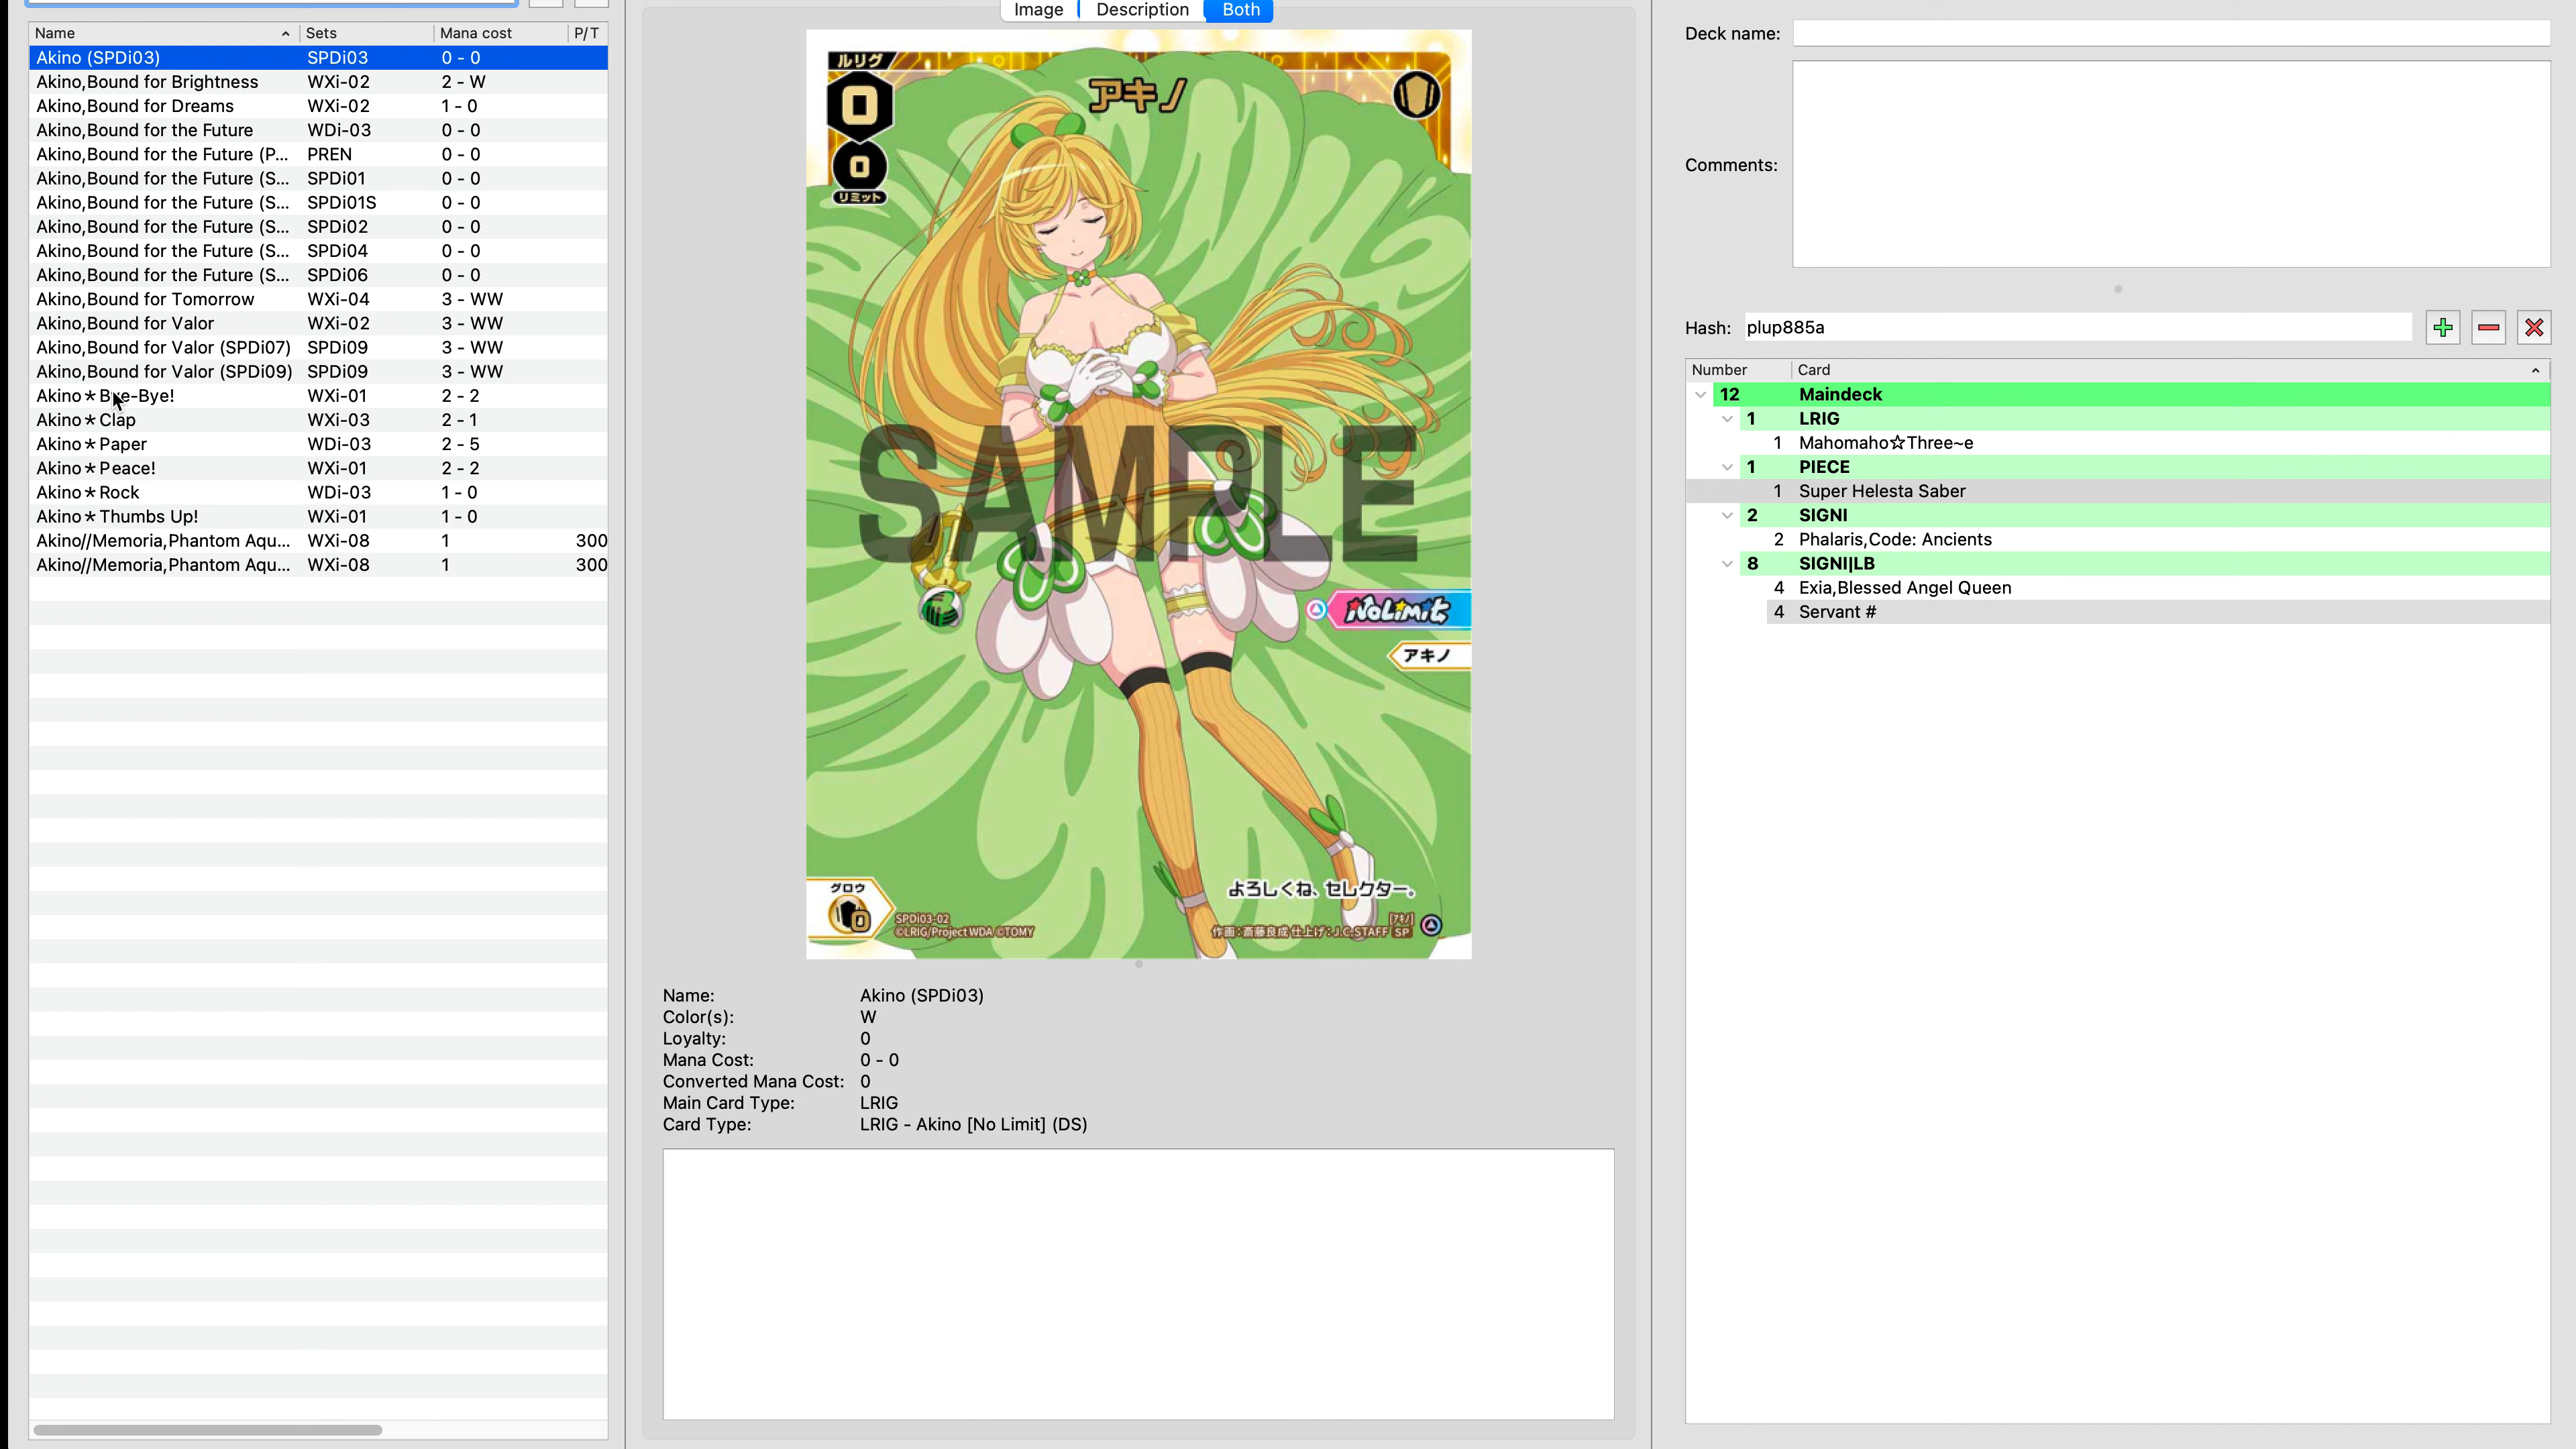 Name Sets Mana cost P/T
Akino (SPDi03) SPDi03 0 - 0
Akino,Bound for Brightness WXi-02 2 - W
Akino,Bound for Dreams WXi-02 1 - 0
Akino,Bound for the Future WDi-03 0 - 0
Akino,Bound for the Future (P... PREN 0 - 0
Akino,Bound for the Future (S... SPDi01 0 - 0
Akino,Bound for the Future (S... SPDi01S 0 - 0
Akino,Bound for the Future (S... SPDi02 0 - 0
Akino,Bound for the Future (S... SPDi04 0 - 0
Akino,Bound for the Future (S... SPDi06 0 - 0
Akino,Bound for Tomorrow WXi-04 3 - WW
Akino,Bound for Valor WXi-02 3 - WW
Akino,Bound for Valor (SPDi07) SPDi09 3 - WW
Akino,Bound for Valor (SPDi09) SPDi09 3 - WW
Akino*Bye-Bye! WXi-01 2 - 2
Akino*Clap WXi-03 2 - 1
Akino*Paper WDi-03 2 - 5
Akino*Peace! WXi-01 2 - 2
Akino*Rock WDi-03 1 - 0
Akino*Thumbs Up! WXi-01 1 - 0
Akino//Memoria,Phantom Aqu... WXi-08 1 300
Akino//Memoria,Phantom Aqu... WXi-08 1 300
Image Description Both
ルリグ
0
アキノ
0
リミット
SAMPLE
NoLimit
アキノ
よろしくね、セレクター。
グロウ
0
SPDi03-02
©LRIG/Project WDA ©TOMY
[アキノ]
作画：斎藤良成 仕上げ：J.C.STAFF SP
Name: Akino (SPDi03)
Color(s): W
Loyalty: 0
Mana Cost: 0 - 0
Converted Mana Cost: 0
Main Card Type: LRIG
Card Type: LRIG - Akino [No Limit] (DS)
Deck name:
Comments:
Hash: plup885a
Number Card
12 Maindeck
1 LRIG
1 Mahomaho☆Three~e
1 PIECE
1 Super Helesta Saber
2 SIGNI
2 Phalaris,Code: Ancients
8 SIGNI|LB
4 Exia,Blessed Angel Queen
4 Servant #